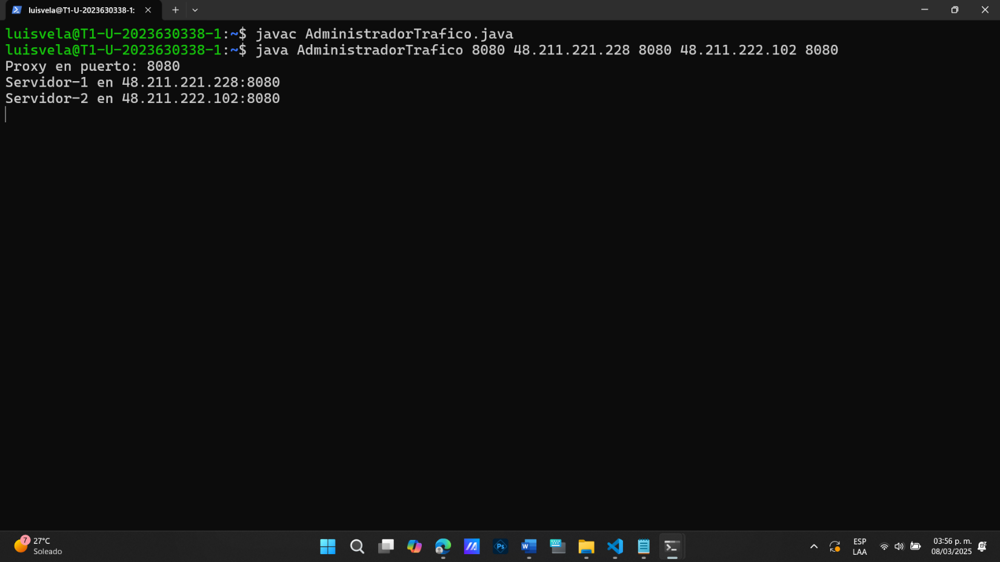 luisvela@T1-U-2023630338-1:
luisvela@T1-U-2023630338-1:~$ javac AdministradorTrafico.java
luisvela@T1-U-2023630338-1:~$ java AdministradorTrafico 8080 48.211.221.228 8080 48.211.222.102 8080
Proxy en puerto: 8080
Servidor-1 en 48.211.221.228:8080
Servidor-2 en 48.211.222.102:8080
7
27°C
Soleado
Ps
W
ESP
LAA
03:56 p. m.
08/03/2025